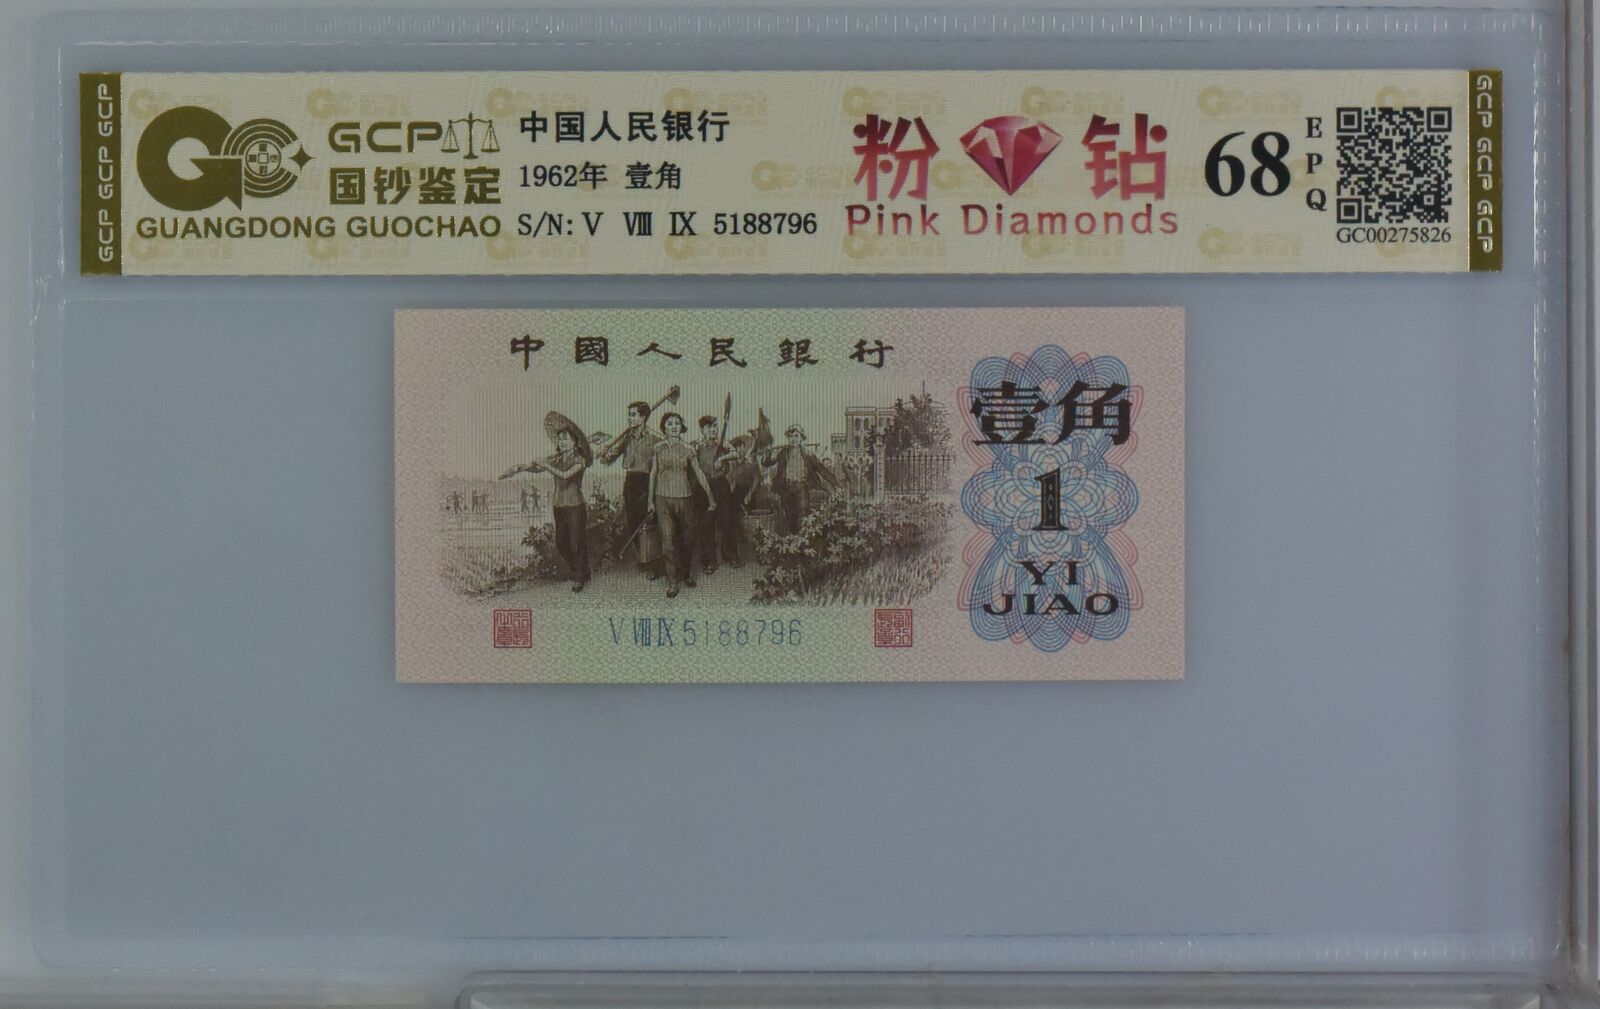 GCP GCP GCP
GCP
国钞鉴定
GUANGDONG GUOCHAO
中国人民银行
1962年 壹角
S/N: V Ⅷ Ⅸ 5188796
粉钻
Pink Diamonds
68
EPQ
GC00275826
GCP GCP GCP
中國人民銀行
壹角
1
YI
JIAO
V Ⅷ Ⅸ 5188796